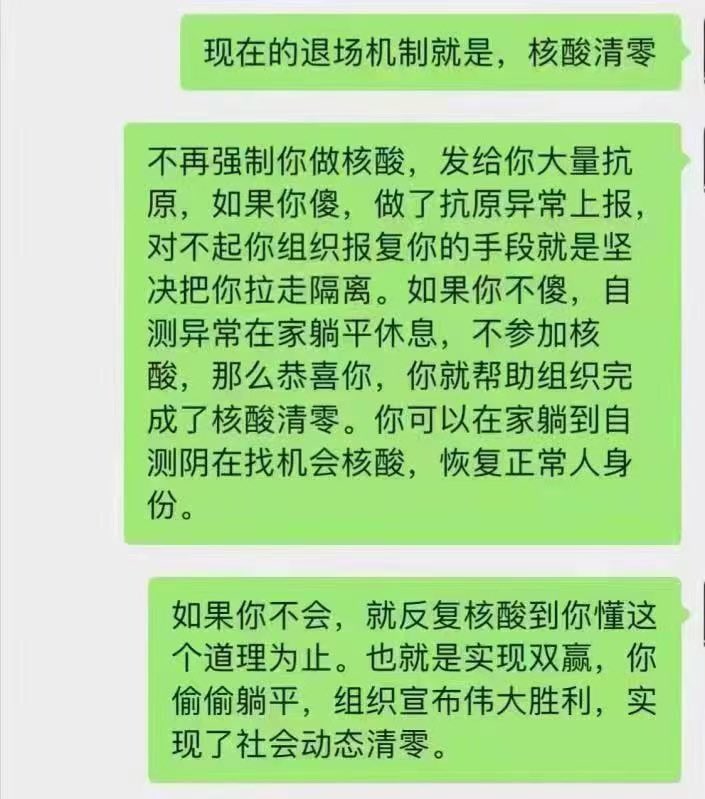 现在的退场机制就是，核酸清零
不再强制你做核酸，发给你大量抗
原，如果你傻，做了抗原异常上报，
对不起你组织报复你的手段就是坚
决把你拉走隔离。如果你不傻，自
测异常在家躺平休息，不参加核
酸，那么恭喜你，你就帮助组织完
成了核酸清零。你可以在家躺到自
测阴在找机会核酸，恢复正常人身
份。
如果你不会，就反复核酸到你懂这
个道理为止。也就是实现双赢，你
偷偷躺平，组织宣布伟大胜利，实
现了社会动态清零。